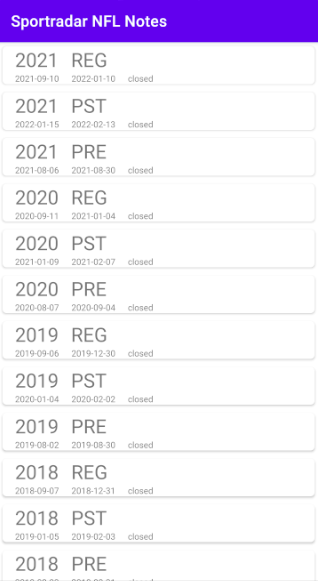 Sportradar NFL Notes
2021 REG
2021-09-10 2022-01-10 closed
2021 PST
2022-01-15 2022-02-13 closed
2021 PRE
2021-08-06 2021-08-30 closed
2020 REG
2020-09-11 2021-01-04 closed
2020 PST
2021-01-09 2021-02-07 closed
2020 PRE
2020-08-07 2020-09-04 closed
2019 REG
2019-09-06 2019-12-30 closed
2019 PST
2020-01-04 2020-02-02 closed
2019 PRE
2019-08-02 2019-08-30 closed
2018 REG
2018-09-07 2018-12-31 closed
2018 PST
2019-01-05 2019-02-03 closed
2018 PRE